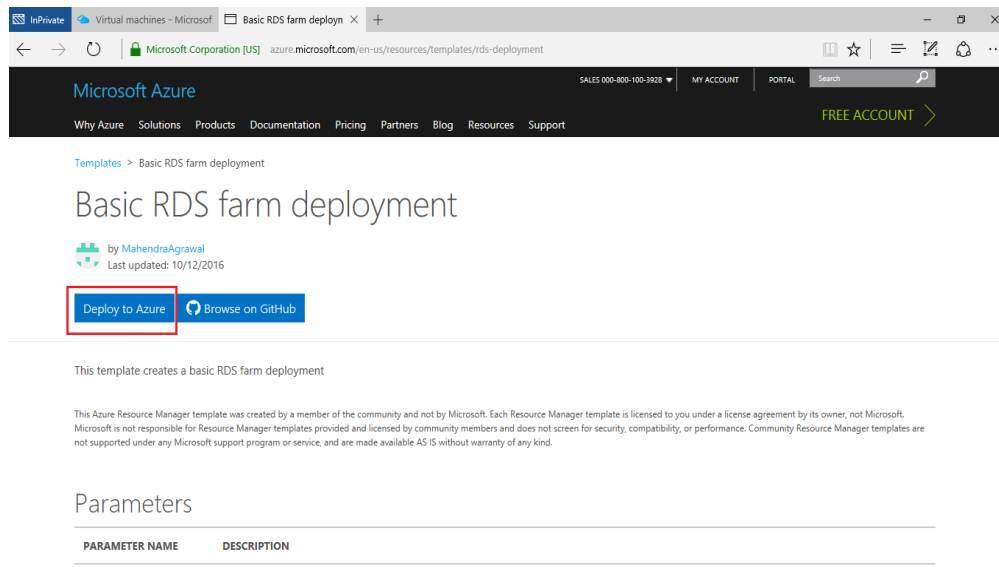 InPrivate
Virtual machines - Microsof
Basic RDS farm deployn
Microsoft Corporation [US] azure.microsoft.com/en-us/resources/templates/rds-deployment
SALES 000-800-100-3928
MY ACCOUNT
PORTAL
Search
Microsoft Azure
FREE ACCOUNT
Why Azure Solutions Products Documentation Pricing Partners Blog Resources Support
Templates > Basic RDS farm deployment
Basic RDS farm deployment
by MahendraAgrawal
Last updated: 10/12/2016
Deploy to Azure
Browse on GitHub
This template creates a basic RDS farm deployment
This Azure Resource Manager template was created by a member of the community and not by Microsoft. Each Resource Manager template is licensed to you under a license agreement by its owner, not Microsoft.
Microsoft is not responsible for Resource Manager templates provided and licensed by community members and does not screen for security, compatibility, or performance. Community Resource Manager templates are
not supported under any Microsoft support program or service, and are made available AS IS without warranty of any kind.
Parameters
PARAMETER NAME DESCRIPTION